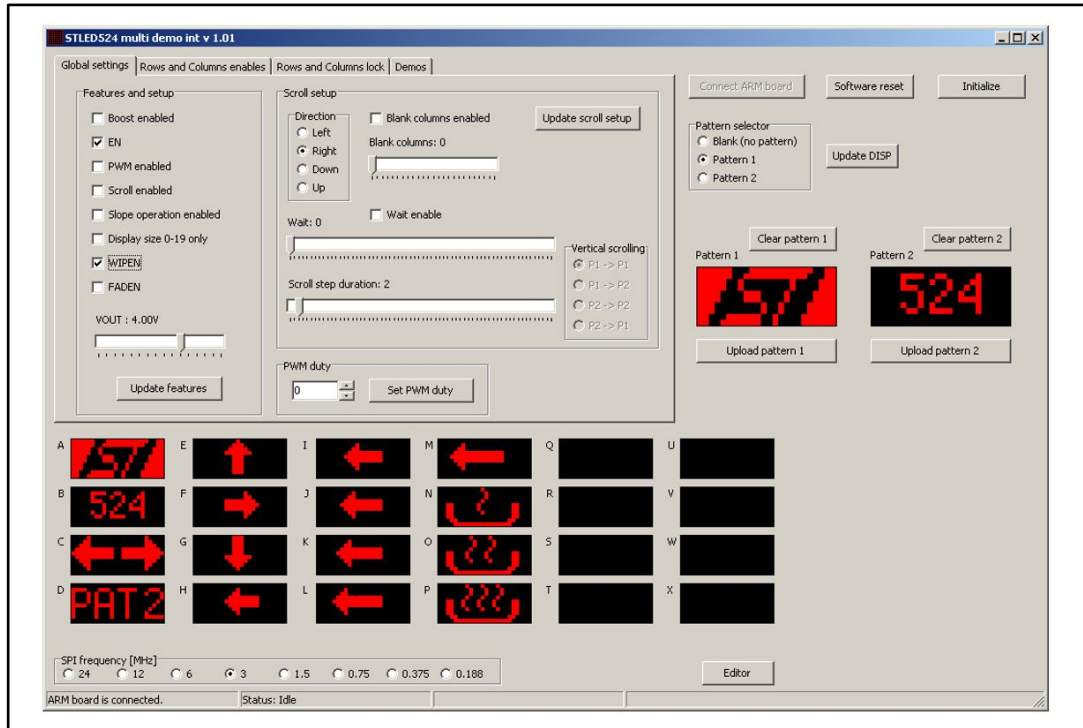 STLED524 multi demo int v 1.01
Global settings
Rows and Columns enables
Rows and Columns lock
Demos
Features and setup
Boost enabled
EN
PWM enabled
Scroll enabled
Slope operation enabled
Display size 0-19 only
WIPEN
FADEN
VOUT : 4.00V
Update features
Scroll setup
Direction
Left
Right
Down
Up
Blank columns enabled
Blank columns: 0
Update scroll setup
Wait: 0
Wait enable
Scroll step duration: 2
Vertical scrolling
P1 -> P1
P1 -> P2
P2 -> P2
P2 -> P1
PWM duty
0
Set PWM duty
Connect ARM board
Software reset
Initialize
Pattern selector
Blank (no pattern)
Pattern 1
Pattern 2
Update DISP
Clear pattern 1
Clear pattern 2
Pattern 1
Pattern 2
ST
524
Upload pattern 1
Upload pattern 2
A
ST
E
I
M
Q
U
B
524
F
J
N
R
V
C
G
K
O
S
W
D
PAT2
H
L
P
T
X
SPI frequency [MHz]
24
12
6
3
1.5
0.75
0.375
0.188
Editor
ARM board is connected.
Status: Idle